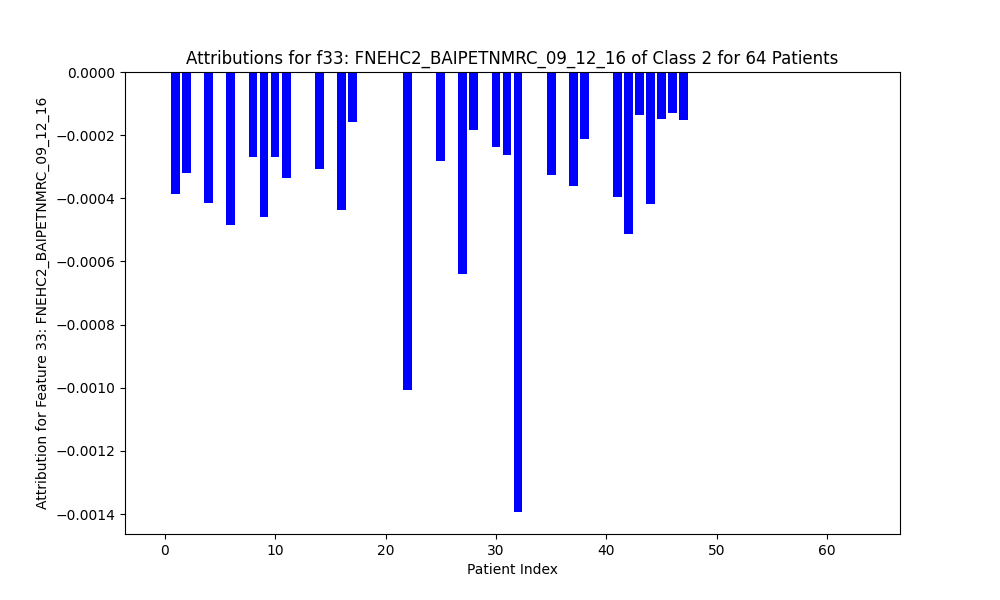 Attributions for f33: FNEHC2_BAIPETNMRC_09_12_16 of Class 2 for 64 Patients
Attribution for Feature 33: FNEHC2_BAIPETNMRC_09_12_16
0.0000
−0.0002
−0.0004
−0.0006
−0.0008
−0.0010
−0.0012
−0.0014
0 10 20 30 40 50 60
Patient Index